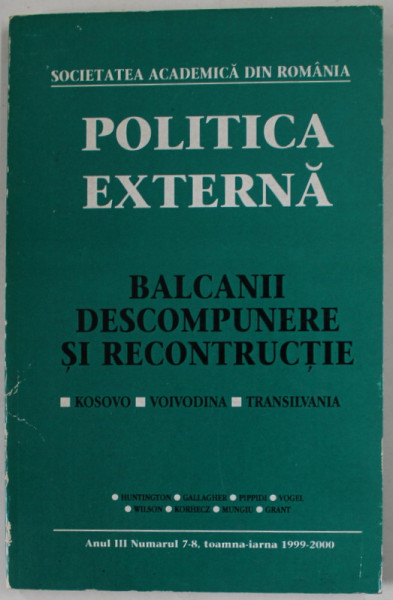 SOCIETATEA ACADEMICĂ DIN ROMÂNIA
POLITICA
EXTERNĂ
BALCANII
DESCOMPUNERE
ȘI RECONTRUCȚIE
■ KOSOVO ■ VOIVODINA ■ TRANSILVANIA
● HUNTINGTON ● GALLAGHER ● PIPPIDI ● VOGEL
● WILSON ● KORHECZ ● MUNGIU ● GRANT
Anul III Numarul 7-8, toamna-iarna 1999-2000